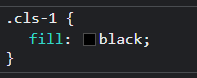 .cls-1 {
fill: black;
}